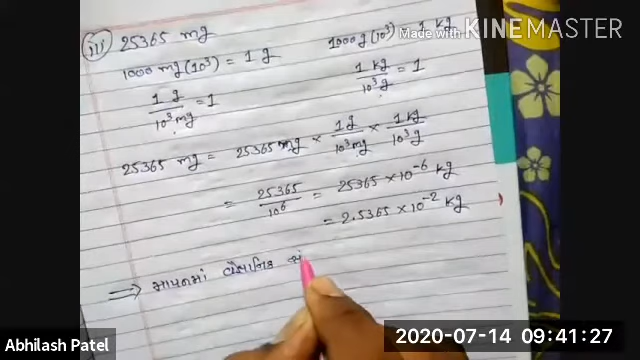 (iii) 25365 mg
1000 mg (10³) = 1 g
1000 g (10³) = 1 kg
1 g / 10³ mg = 1
1 kg / 10³ g = 1
25365 mg = 25365 mg × 1 g / 10³ mg × 1 kg / 10³ g
= 25365 / 10⁶ = 25365 × 10⁻⁶ kg
= 2.5365 × 10⁻² kg
⇒ માપનમાં
Made with KINEMASTER
Abhilash Patel
2020-07-14 09:41:27